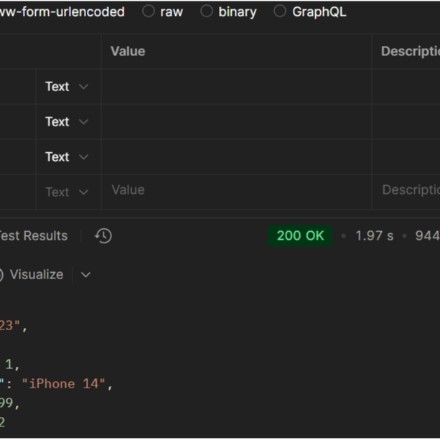 ww-form-urlencoded raw binary GraphQL
Value Descripti
Text
Text
Text
Text Value Descriptio
Test Results 200 OK • 1.97 s • 944
Visualize
23",
1,
": "iPhone 14",
99,
2